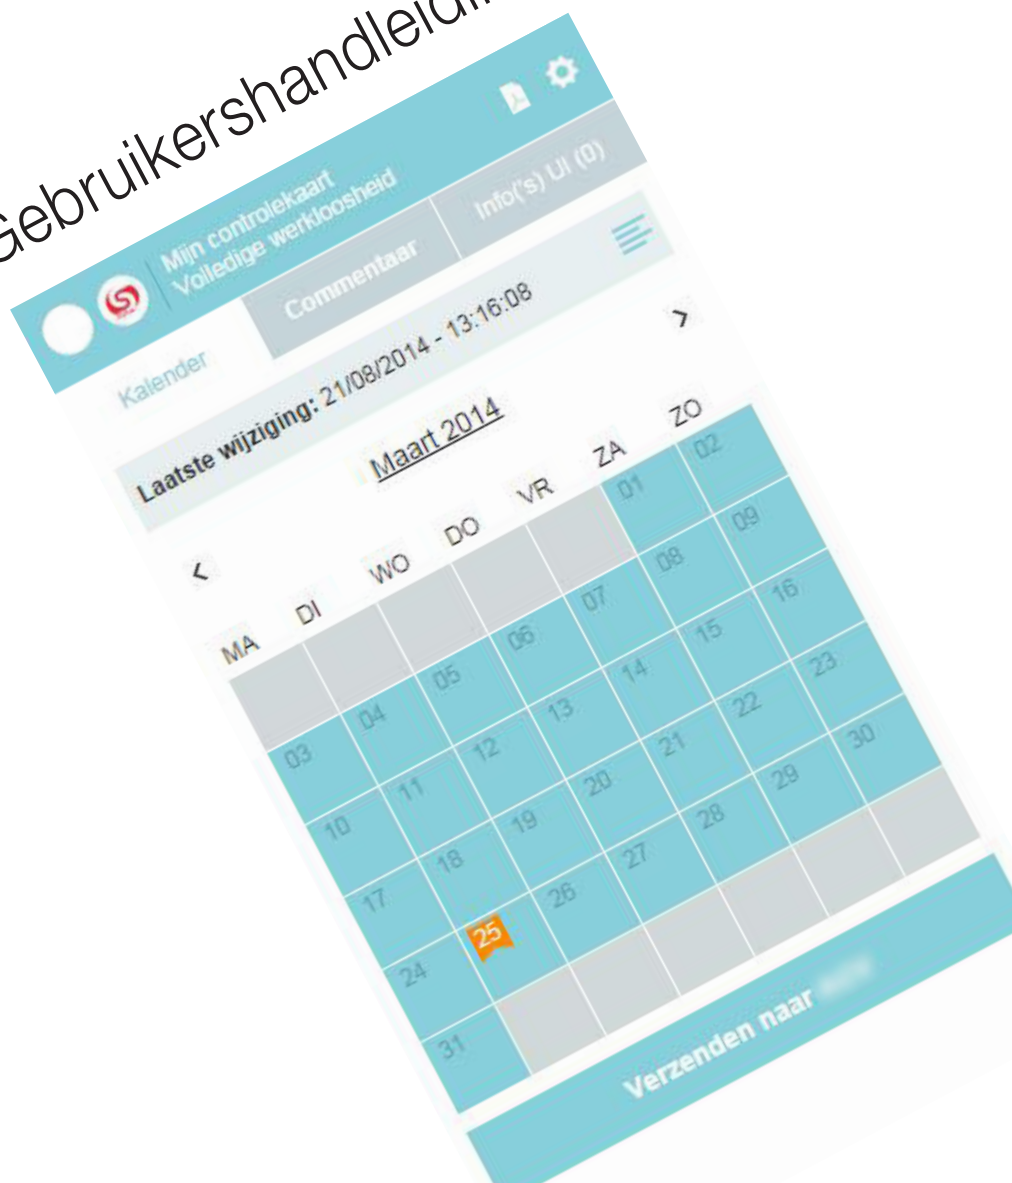 Gebruikershandleidi
Mijn controlekaart
Volledige werkloosheid
Kalender
Commentaar
Info('s) UI (0)
Laatste wijziging: 21/08/2014 - 13:16:08
< Maart 2014 >
MA DI WO DO VR ZA ZO
01 02
03 04 05 06 07 08 09
10 11 12 13 14 15 16
17 18 19 20 21 22 23
24 25 26 27 28 29 30
31
Verzenden naar